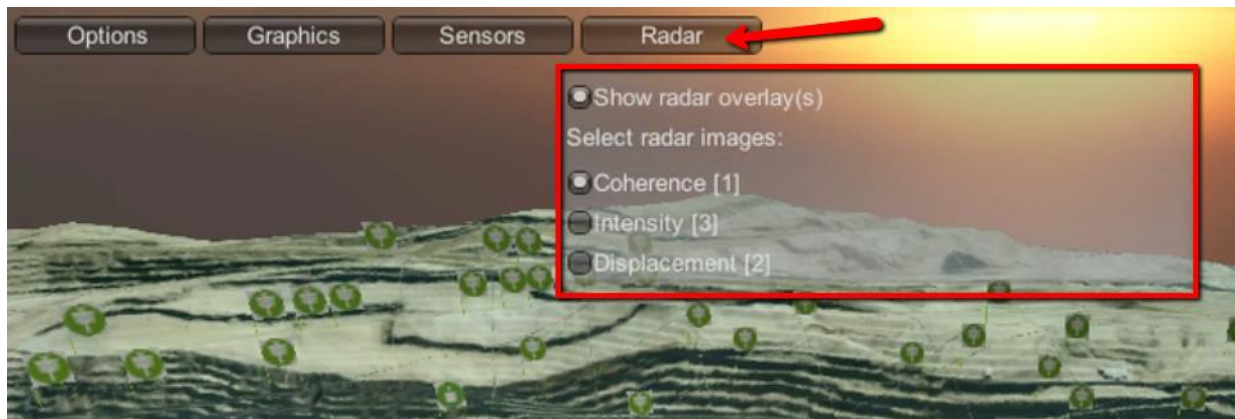 Options Graphics Sensors Radar
Show radar overlay(s)
Select radar images:
Coherence [1]
Intensity [3]
Displacement [2]